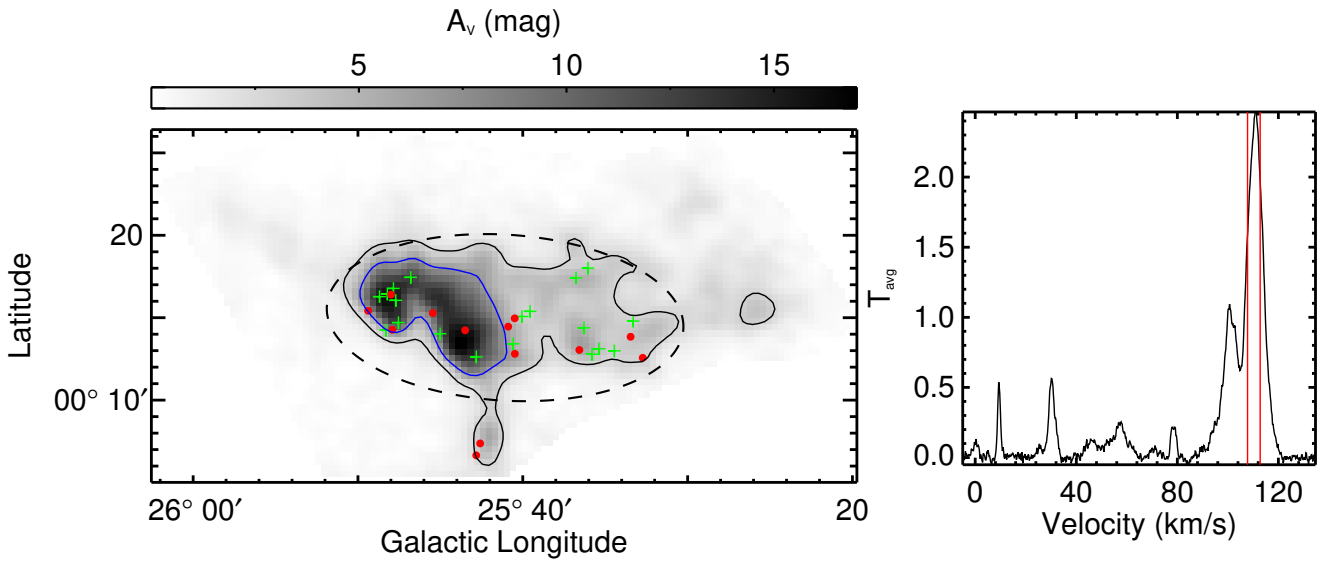 Aᵥ (mag)
5 10 15
Latitude
20
00° 10′
26° 00′ 25° 40′ 20
Galactic Longitude
T_avg
2.0
1.5
1.0
0.5
0.0
0 40 80 120
Velocity (km/s)